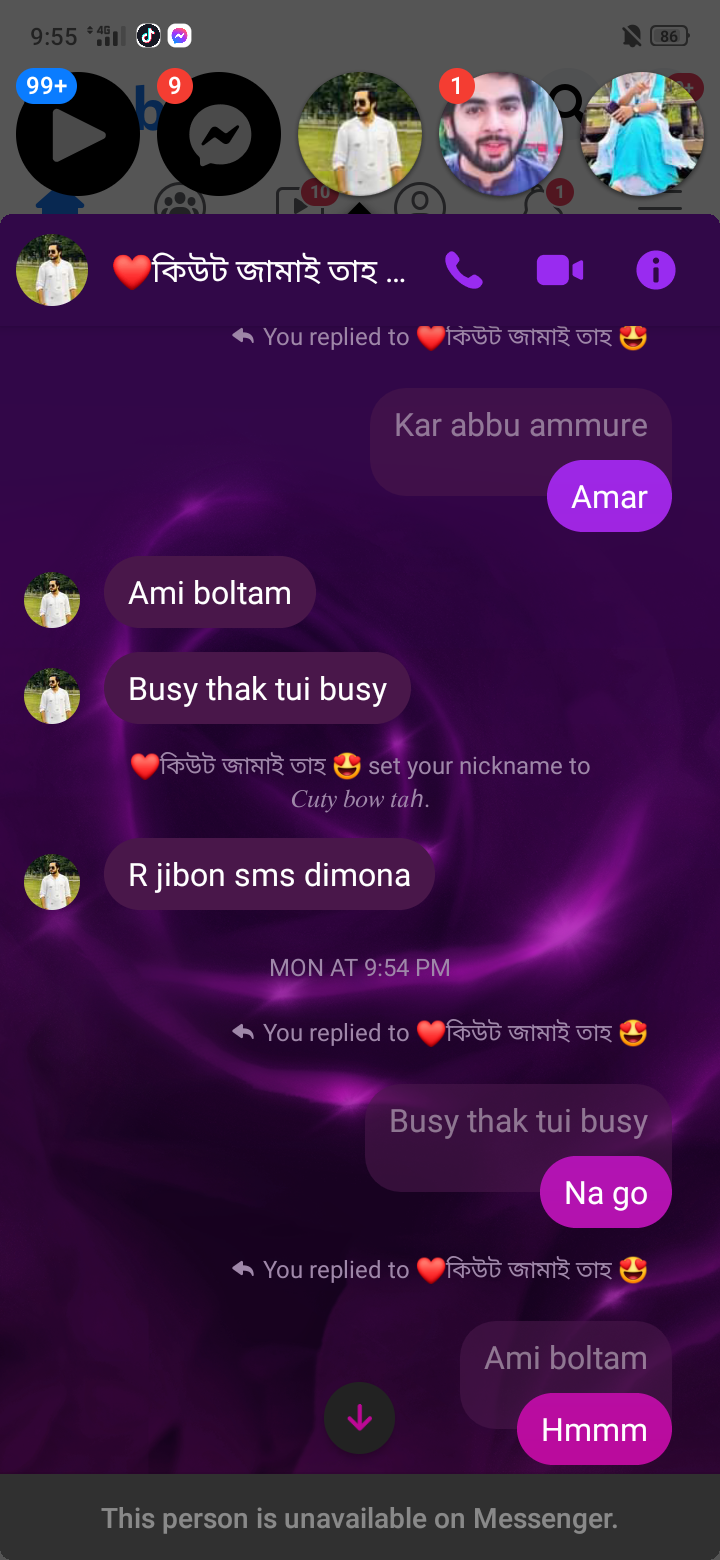 9:55 4G 86
99+ 9 1
b
10 1
❤️কিউট জামাই তাহ ...
You replied to ❤️কিউট জামাই তাহ 😍
Kar abbu ammure
Amar
Ami boltam
Busy thak tui busy
❤️কিউট জামাই তাহ 😍 set your nickname to
Cuty bow tah.
R jibon sms dimona
MON AT 9:54 PM
You replied to ❤️কিউট জামাই তাহ 😍
Busy thak tui busy
Na go
You replied to ❤️কিউট জামাই তাহ 😍
Ami boltam
Hmmm
This person is unavailable on Messenger.